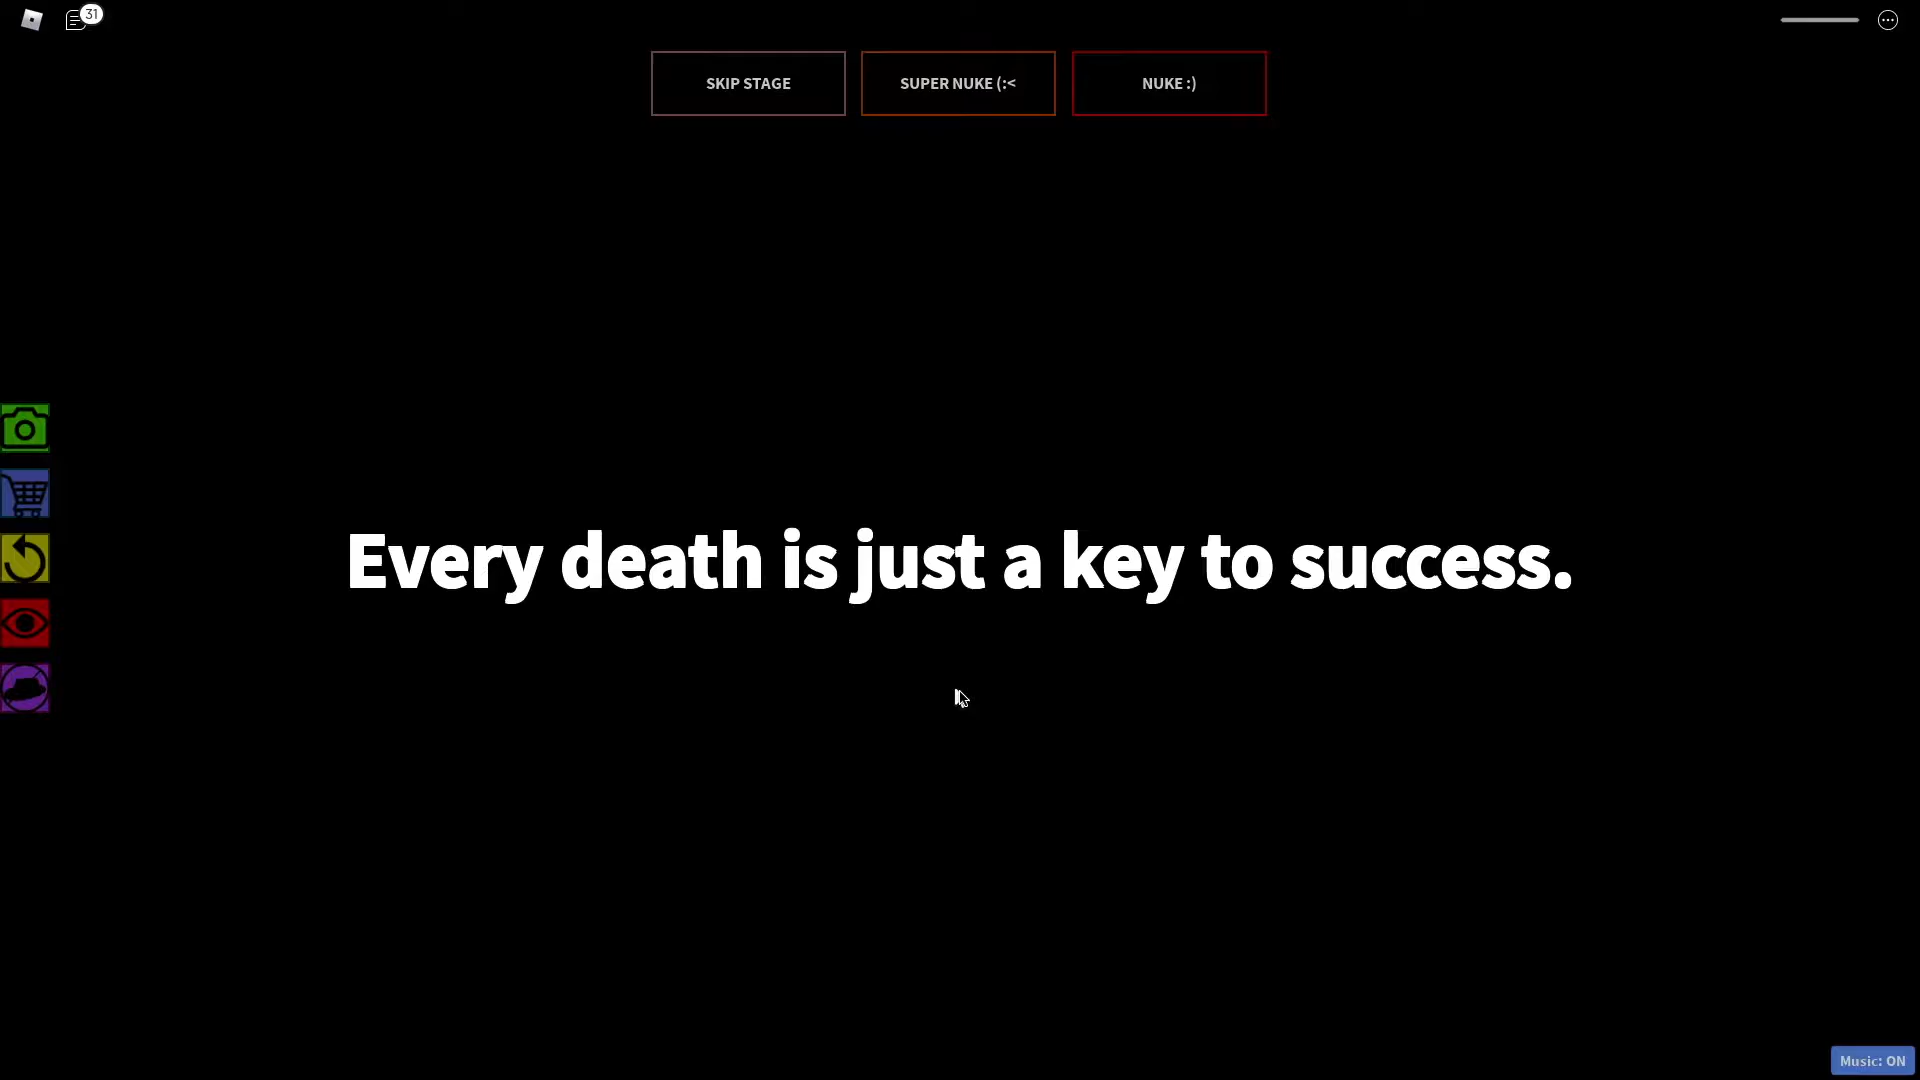 31
SKIP STAGE
SUPER NUKE (:<
NUKE :)
Every death is just a key to success.
Music: ON